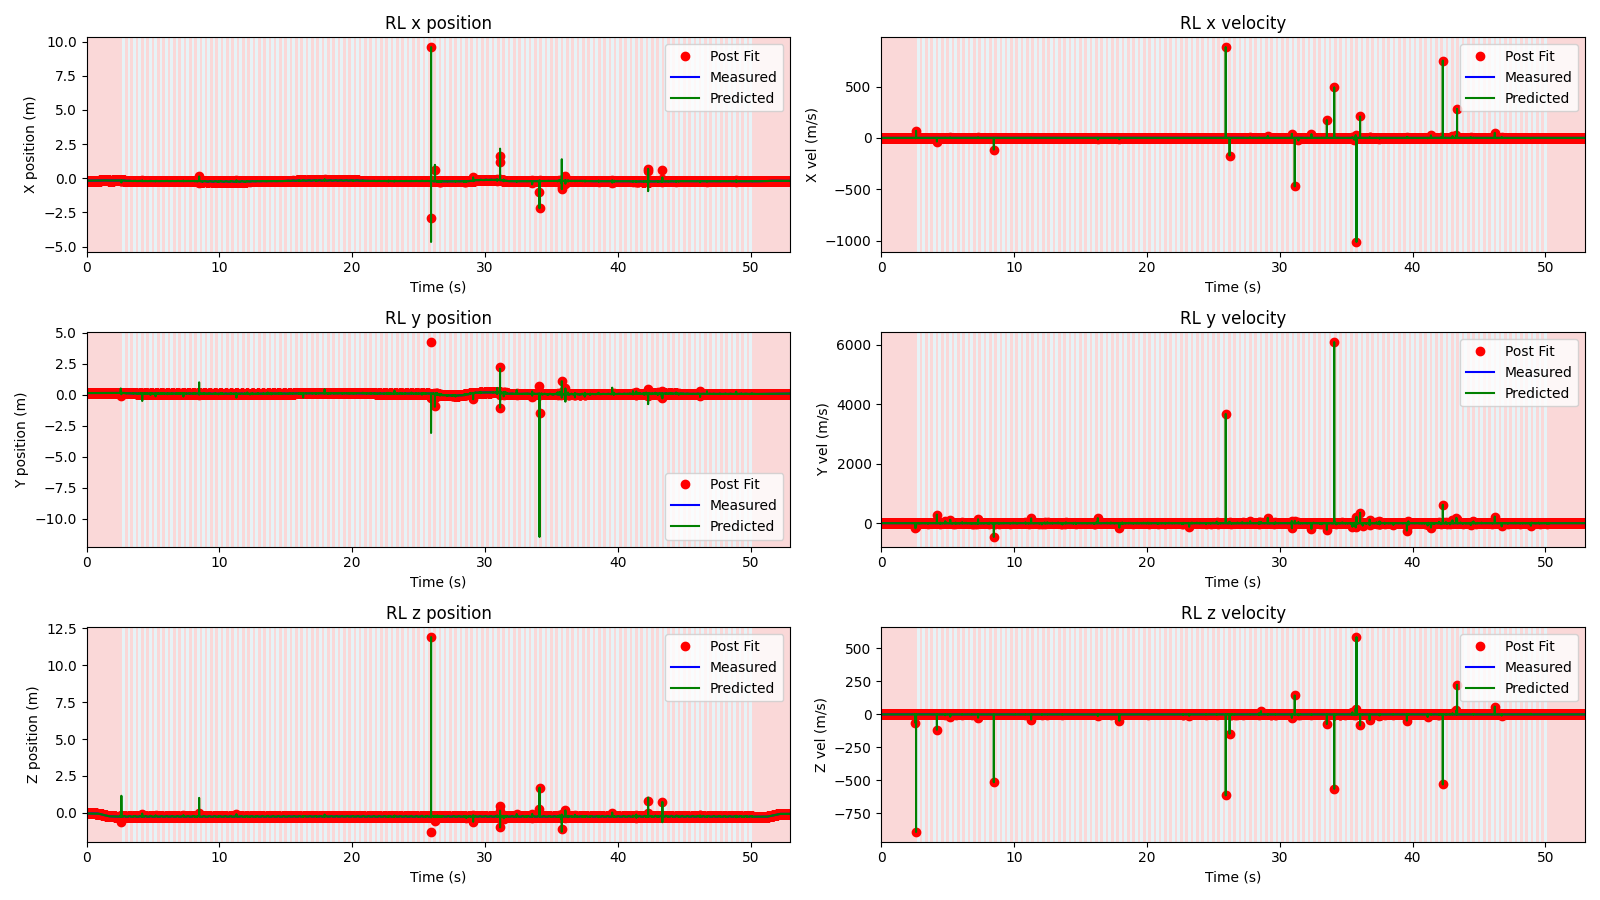 RL x position
X position (m)
10.0
7.5
5.0
2.5
0.0
−2.5
−5.0
Post Fit
Measured
Predicted
0 10 20 30 40 50
Time (s)
RL x velocity
X vel (m/s)
500
0
−500
−1000
Post Fit
Measured
Predicted
0 10 20 30 40 50
Time (s)
RL y position
Y position (m)
5.0
2.5
0.0
−2.5
−5.0
−7.5
−10.0
Post Fit
Measured
Predicted
0 10 20 30 40 50
Time (s)
RL y velocity
Y vel (m/s)
6000
4000
2000
0
Post Fit
Measured
Predicted
0 10 20 30 40 50
Time (s)
RL z position
Z position (m)
12.5
10.0
7.5
5.0
2.5
0.0
Post Fit
Measured
Predicted
0 10 20 30 40 50
Time (s)
RL z velocity
Z vel (m/s)
500
250
0
−250
−500
−750
Post Fit
Measured
Predicted
0 10 20 30 40 50
Time (s)